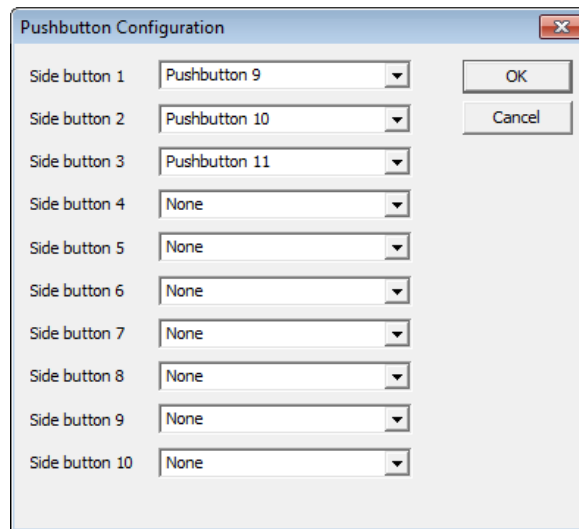 Pushbutton Configuration
Side button 1 Pushbutton 9 OK
Side button 2 Pushbutton 10 Cancel
Side button 3 Pushbutton 11
Side button 4 None
Side button 5 None
Side button 6 None
Side button 7 None
Side button 8 None
Side button 9 None
Side button 10 None